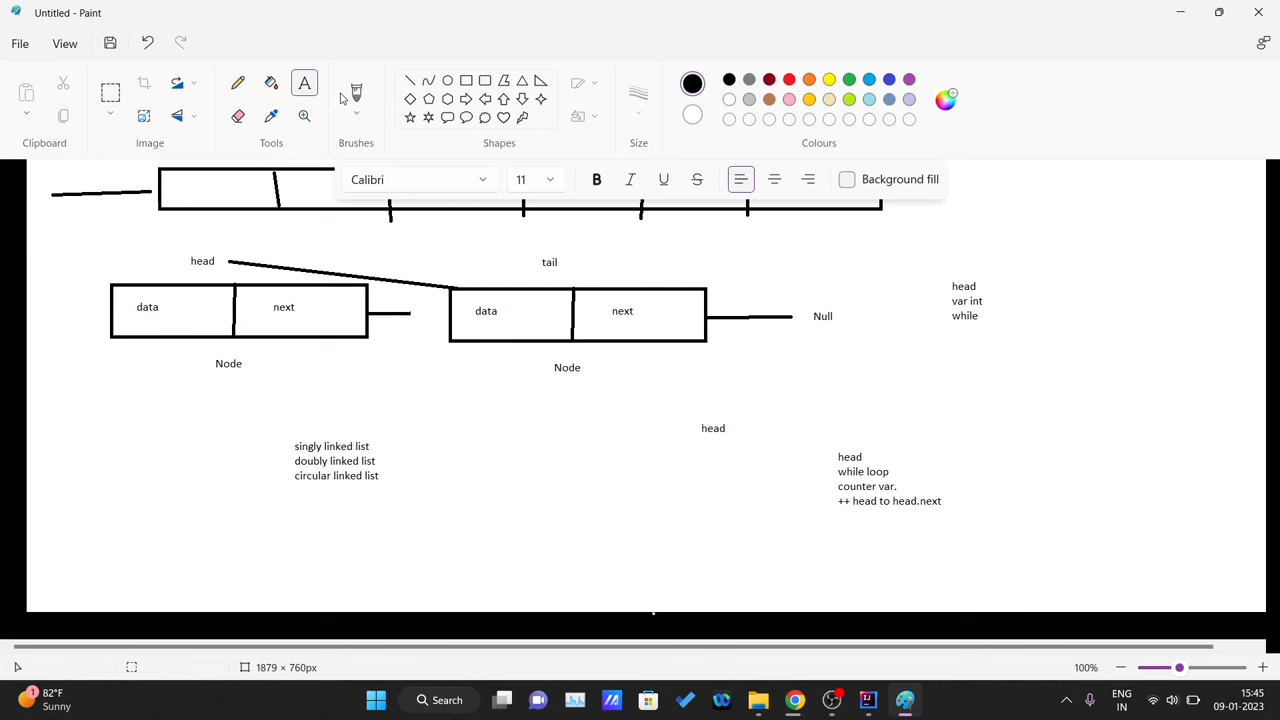 Untitled - Paint
File
View
Clipboard
Image
Tools
Brushes
Shapes
Size
Colours
Calibri
11
B
I
U
S
Background fill
head
tail
data
next
data
next
Null
head
var int
while
Node
Node
head
singly linked list
doubly linked list
circular linked list
head
while loop
counter var.
++ head to head.next
1879 × 760px
100%
1
82°F
Sunny
Search
ENG
IN
15:45
09-01-2023